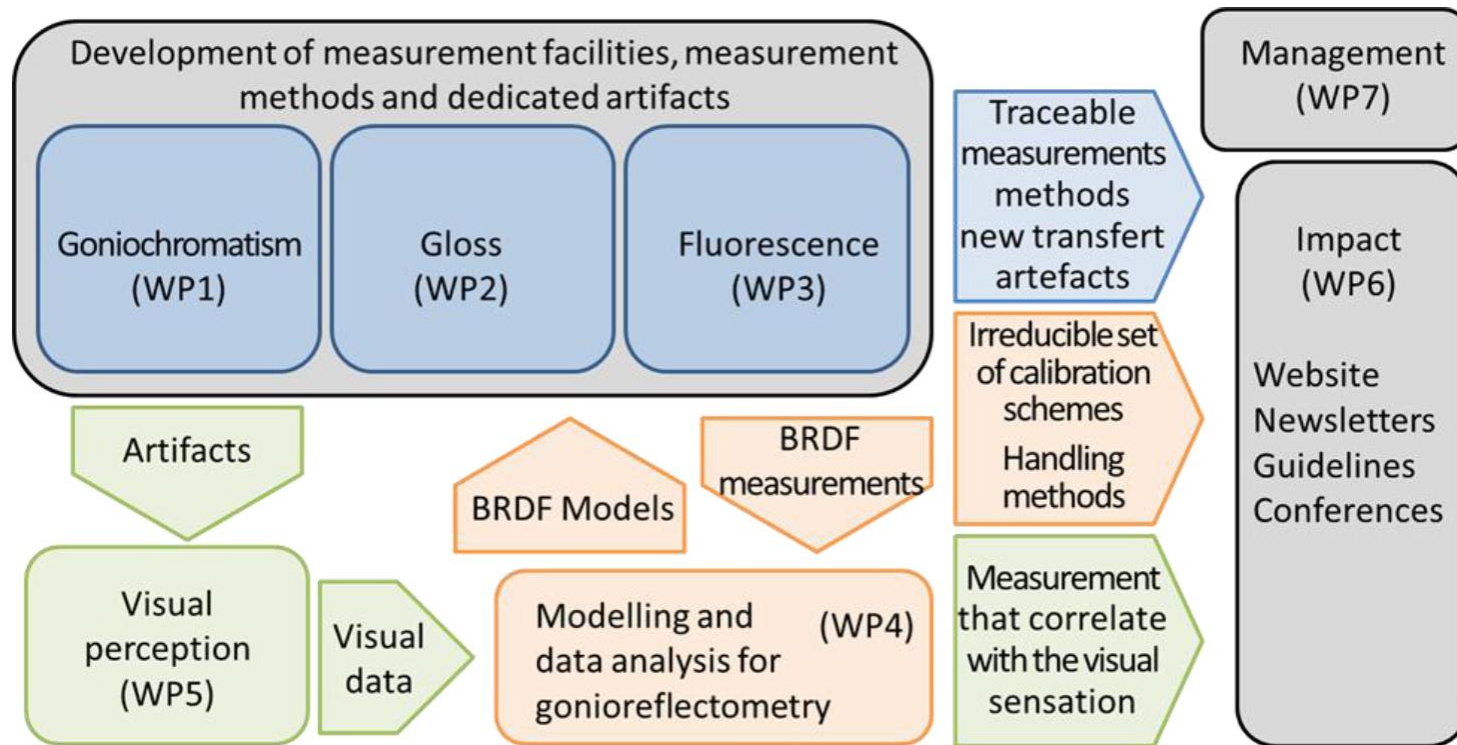 Development of measurement facilities, measurement
methods and dedicated artifacts
Goniochromatism
(WP1)
Gloss
(WP2)
Fluorescence
(WP3)
Traceable
measurements
methods
new transfert
artefacts
Management
(WP7)
Impact
(WP6)
Website
Newsletters
Guidelines
Conferences
Irreducible set
of calibration
schemes
Handling
methods
Artifacts
BRDF Models
BRDF
measurements
Visual
perception
(WP5)
Visual
data
Modelling and (WP4)
data analysis for
gonioreflectometry
Measurement
that correlate
with the visual
sensation